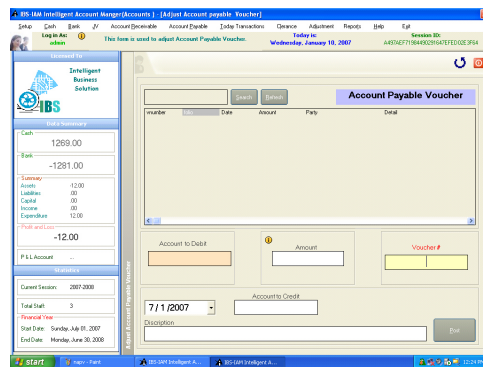 IBS-IAM Intelligent Account Manger(Accounts ) - [Adjust Account payable Voucher]
Setup Cash Bank JV Account Receivable Account Payable Today Transactions Clearance Adjustment Reports Help Exit
Log in As:
admin
This form is used to adjust Account Payable Voucher.
Today is:
Wednesday, January 10, 2007
Session ID:
A497AEF71984490291647EFED02E3F64
Licensed To
Intelligent
Business
Solution
IBS
Data Summary
Cash
1269.00
Bank
-1281.00
Summary
Assets -12.00
Liabilities .00
Capital .00
Income .00
Expenditure 12.00
Profit and Loss
-12.00
P & L Account ..
Statistics
Current Session: 2007-2008
Total Staff: 3
Financial Year
Start Date: Sunday, July 01, 2007
End Date: Monday, June 30, 2008
Adjust Account Payable Voucher
Search
Refresh
Account Payable Voucher
vnumber Date Amount Party Detail
Account to Debit
Amount
Voucher #
7/ 1 /2007
Account to Credit
Discription
Post
start
napv - Paint
IBS-IAM Intelligent A...
IBS-IAM Intelligent A...
12:24 PM